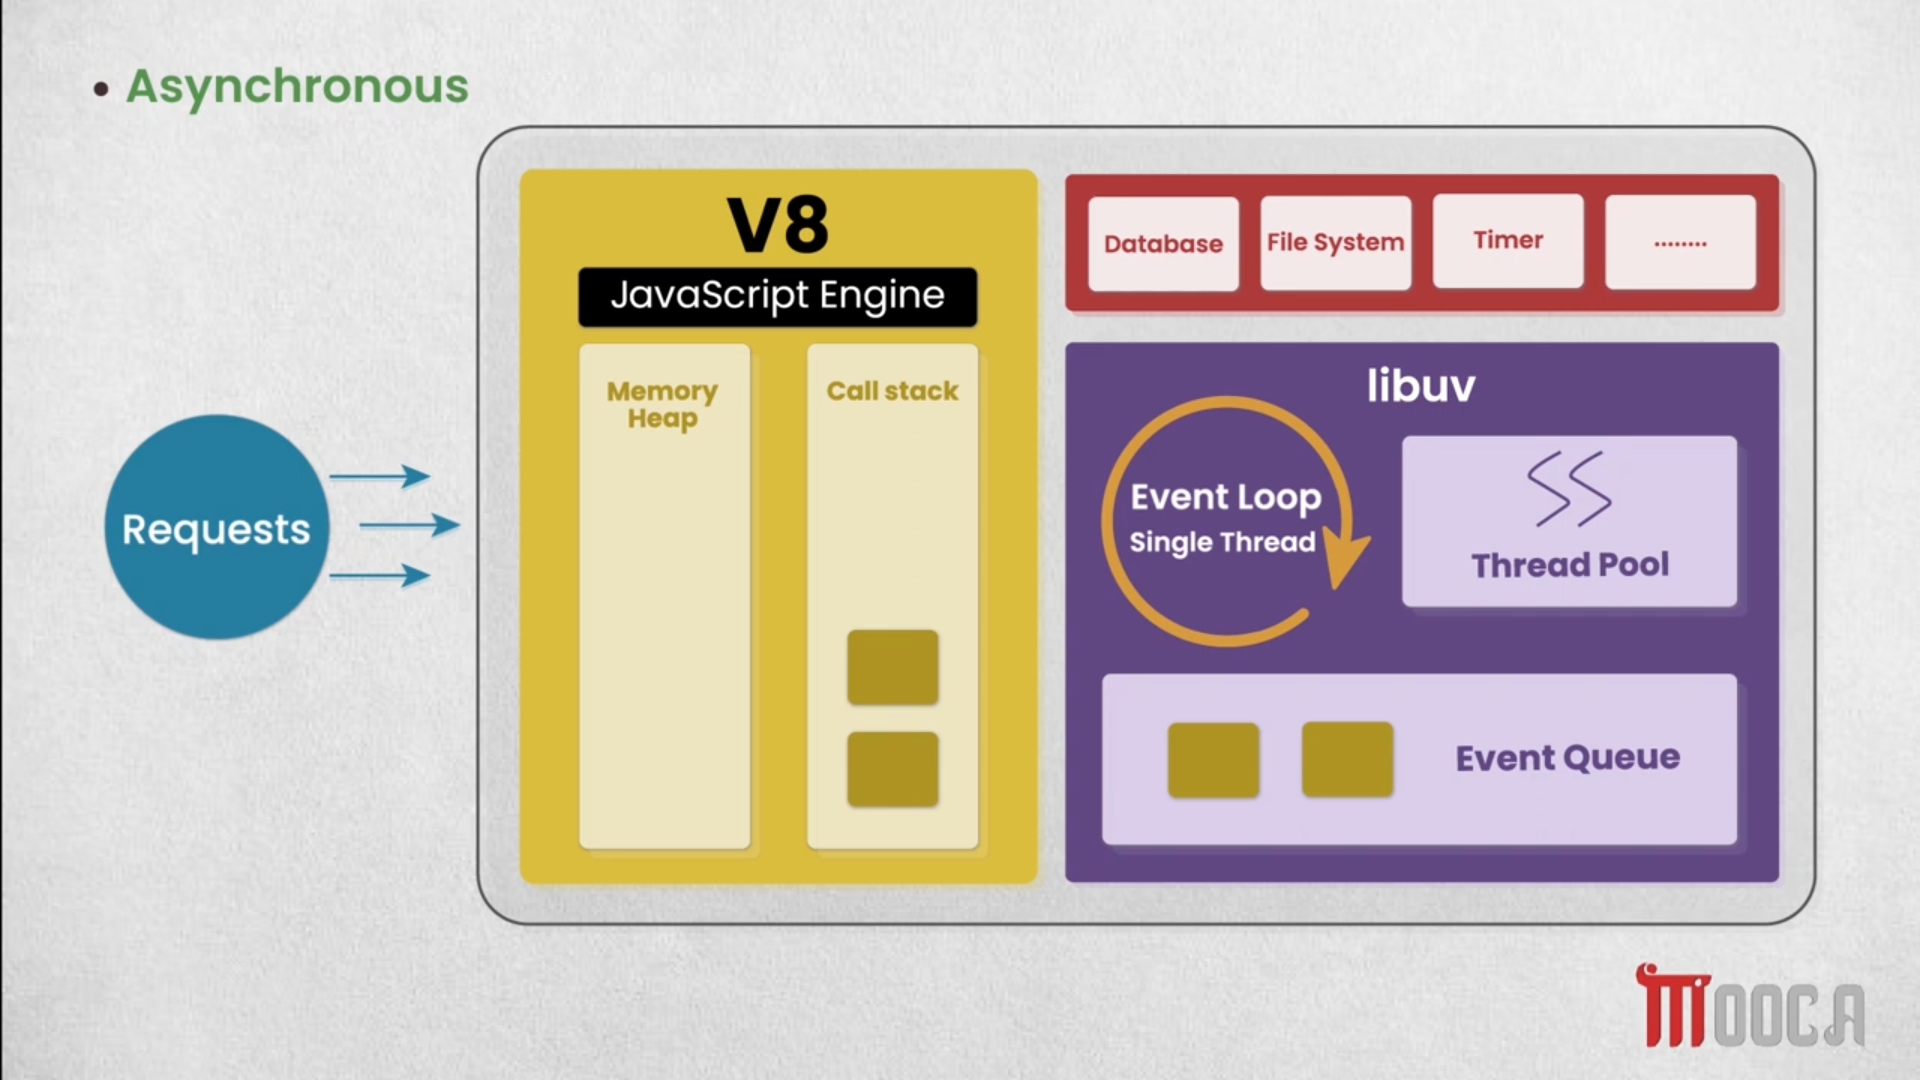 • Asynchronous
V8
JavaScript Engine
Memory
Heap
Call stack
Database
File System
Timer
........
libuv
Event Loop
Single Thread
Thread Pool
Event Queue
Requests
MOOCA